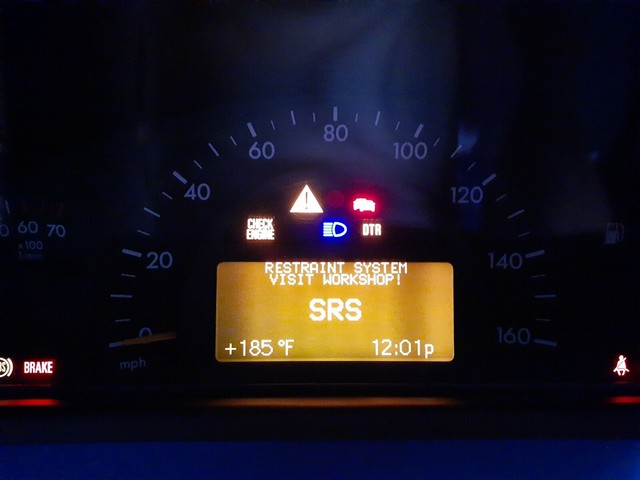 80
60
100
40
120
CHECK
ENGINE
DTR
60 70
x100
1/min
20
140
RESTRAINT SYSTEM
VISIT WORKSHOP!
SRS
0
160
+185°F
12:01p
mph
BRAKE